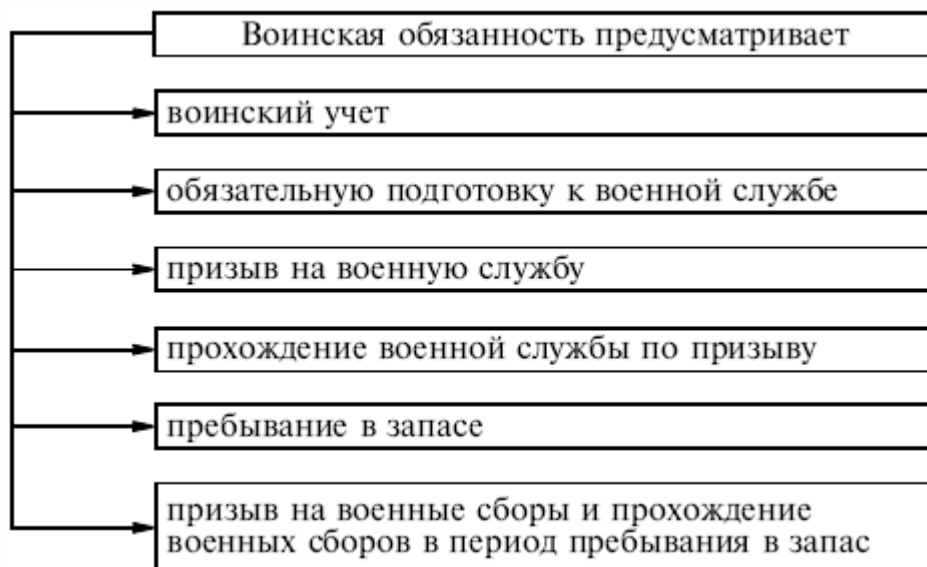 Воинская обязанность предусматривает
воинский учет
обязательную подготовку к военной службе
призыв на военную службу
прохождение военной службы по призыву
пребывание в запасе
призыв на военные сборы и прохождение
военных сборов в период пребывания в запас